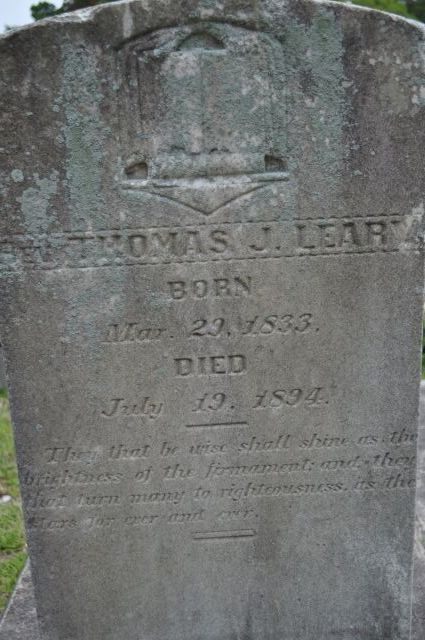 THOMAS J. LEARY
BORN
Mar. 29, 1833.
DIED
July 19, 1894.
They that be wise shall shine as the
brightness of the firmament; and, they
that turn many to righteousness, as the
stars for ever and ever.